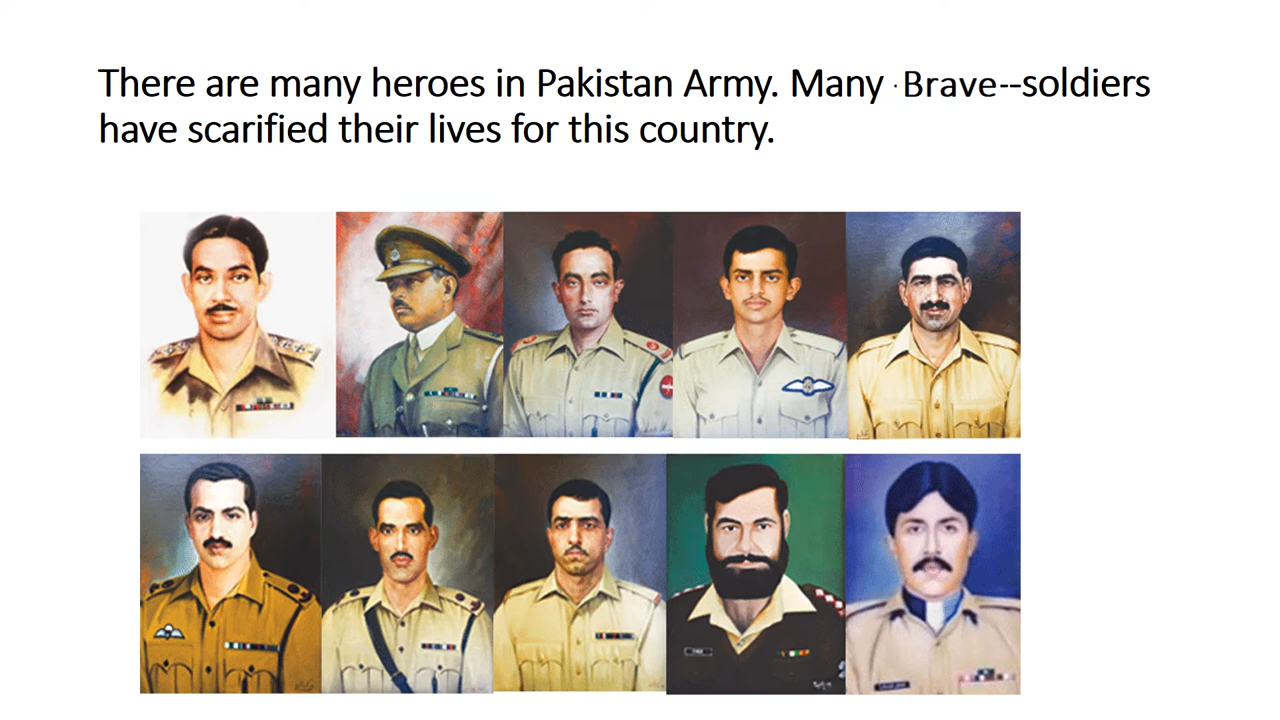 There are many heroes in Pakistan Army. Many Brave--soldiers
have scarified their lives for this country.